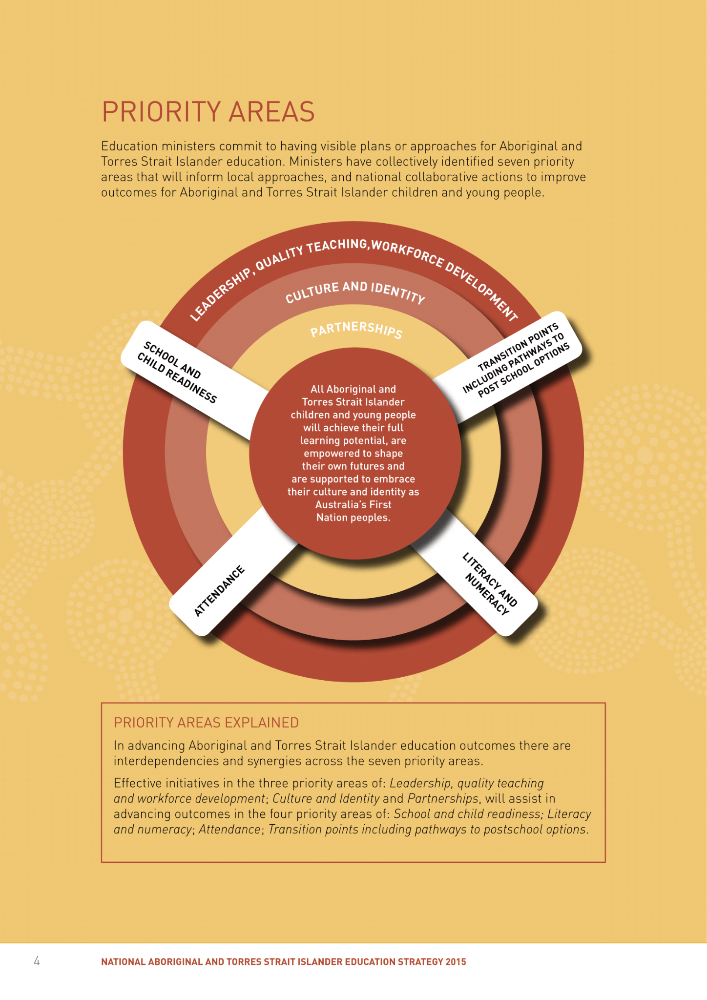 PRIORITY AREAS
Education ministers commit to having visible plans or approaches for Aboriginal and
Torres Strait Islander education. Ministers have collectively identified seven priority
areas that will inform local approaches, and national collaborative actions to improve
outcomes for Aboriginal and Torres Strait Islander children and young people.
LEADERSHIP, QUALITY TEACHING,WORKFORCE DEVELOPMENT
CULTURE AND IDENTITY
PARTNERSHIPS
SCHOOL AND
CHILD READINESS
TRANSITION POINTS
INCLUDING PATHWAYS TO
POST SCHOOL OPTIONS
All Aboriginal and
Torres Strait Islander
children and young people
will achieve their full
learning potential, are
empowered to shape
their own futures and
are supported to embrace
their culture and identity as
Australia's First
Nation peoples.
ATTENDANCE
LITERACY AND
NUMERACY
PRIORITY AREAS EXPLAINED
In advancing Aboriginal and Torres Strait Islander education outcomes there are
interdependencies and synergies across the seven priority areas.
Effective initiatives in the three priority areas of: Leadership, quality teaching
and workforce development; Culture and Identity and Partnerships, will assist in
advancing outcomes in the four priority areas of: School and child readiness; Literacy
and numeracy; Attendance; Transition points including pathways to postschool options.
4
NATIONAL ABORIGINAL AND TORRES STRAIT ISLANDER EDUCATION STRATEGY 2015